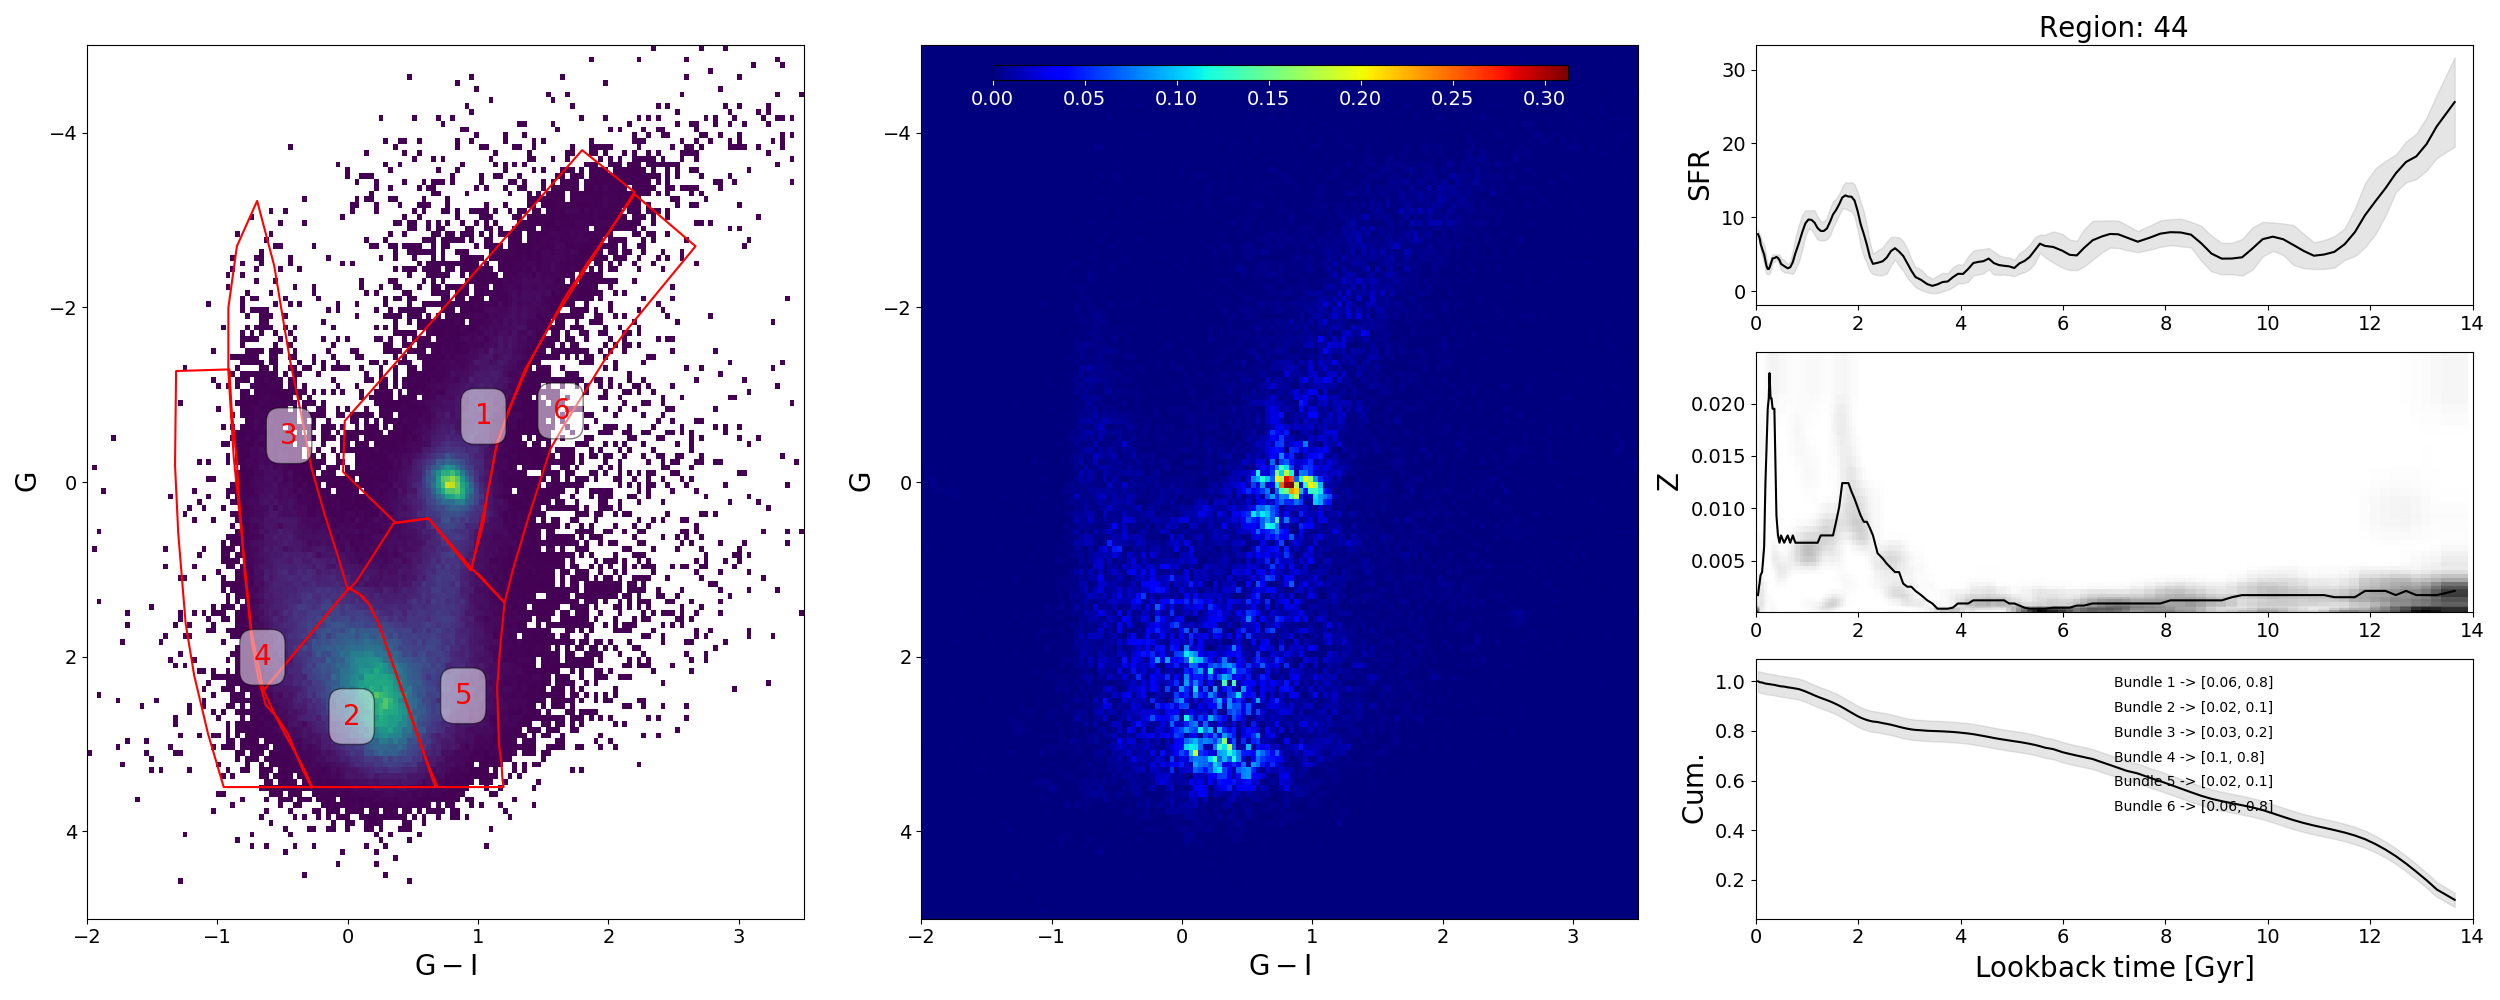 −4
−2
0
2
4
−2
−1
0
1
2
3
G
G − I
1
2
3
4
5
6
0.00 0.05 0.10 0.15 0.20 0.25 0.30
−4
−2
0
2
4
−2
−1
0
1
2
3
G
G − I
Region: 44
SFR
30
20
10
0
0 2 4 6 8 10 12 14
Z
0.020
0.015
0.010
0.005
0 2 4 6 8 10 12 14
Cum.
1.0
0.8
0.6
0.4
0.2
Bundle 1 -> [0.06, 0.8]
Bundle 2 -> [0.02, 0.1]
Bundle 3 -> [0.03, 0.2]
Bundle 4 -> [0.1, 0.8]
Bundle 5 -> [0.02, 0.1]
Bundle 6 -> [0.06, 0.8]
0 2 4 6 8 10 12 14
Lookback time [Gyr]